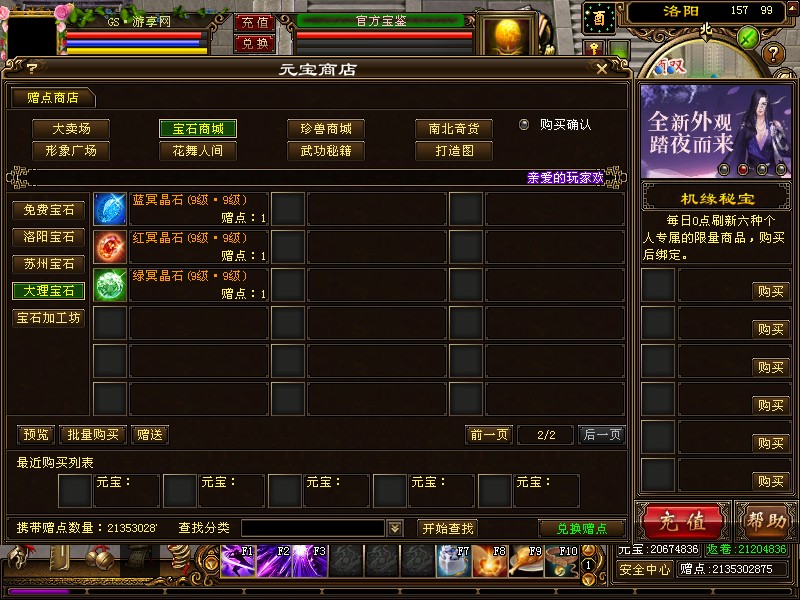 GS·游享网
充值
兑换
官方宝鉴
酉
洛阳 157 99
北
?
元宝商店
赠点商店
大卖场
宝石商城
珍兽商城
南北奇货
购买确认
形象广场
花舞人间
武功秘籍
打造图
亲爱的玩家欢
免费宝石
洛阳宝石
苏州宝石
大理宝石
宝石加工坊
蓝冥晶石(9级·9级)
赠点：1
红冥晶石(9级·9级)
赠点：1
绿冥晶石(9级·9级)
赠点：1
预览
批量购买
赠送
前一页
2/2
后一页
最近购买列表
元宝：
元宝：
元宝：
元宝：
元宝：
携带赠点数量：21353028
查找分类
开始查找
兑换赠点
全新外观
踏夜而来
机缘秘宝
每日0点刷新六种个
人专属的限量商品，购买
后绑定。
购买
购买
购买
购买
购买
购买
充值
帮助
F1
F2
F3
F7
F8
F9
F10
1
元宝:20674836
返卷:21204836
安全中心
赠点:2135302875